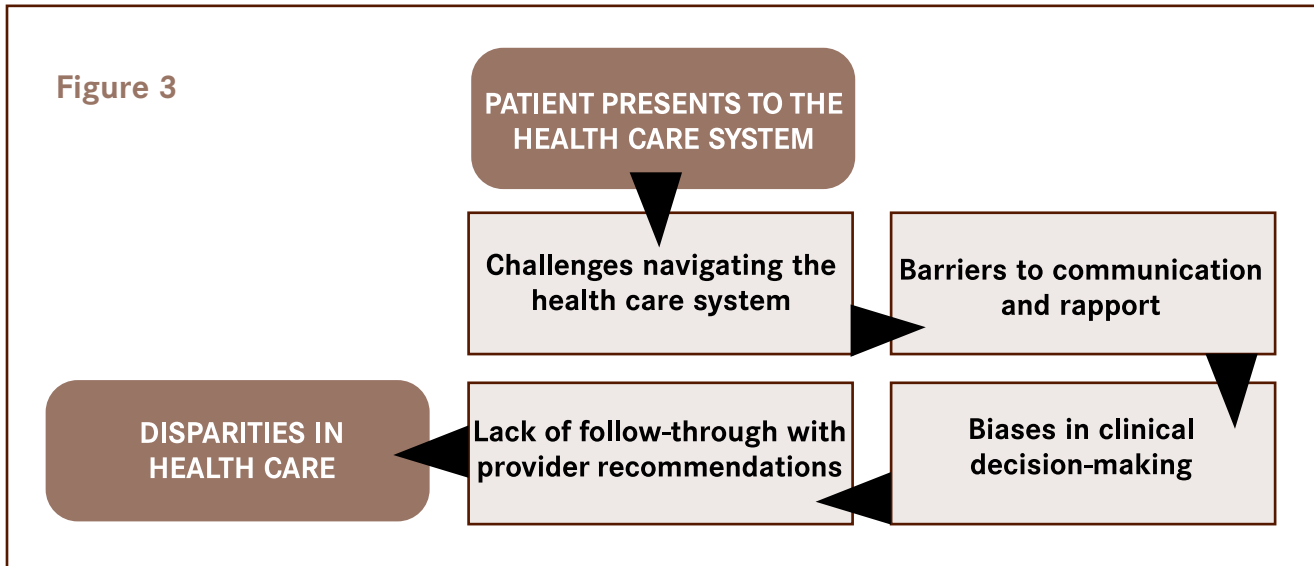 Figure 3
PATIENT PRESENTS TO THE
HEALTH CARE SYSTEM
Challenges navigating the
health care system
Barriers to communication
and rapport
Biases in clinical
decision-making
Lack of follow-through with
provider recommendations
DISPARITIES IN
HEALTH CARE